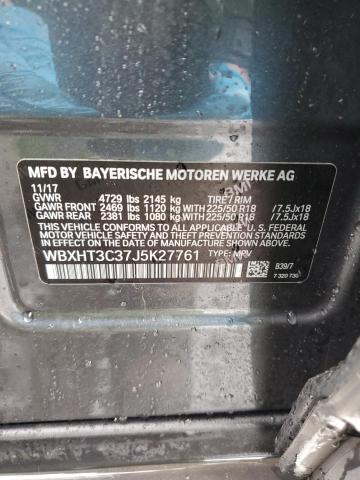 MFD BY BAYERISCHE MOTOREN WERKE AG
11/17
GVWR 4729 lbs 2145 kg TIRE / RIM
GAWR FRONT 2469 lbs 1120 kg WITH 225/50 R18 /7.5Jx18
GAWR REAR 2381 lbs 1080 kg WITH 225/50 R18 /7.5Jx18
THIS VEHICLE CONFORMS TO ALL APPLICABLE
U.S. FEDERAL
MOTOR VEHICLE SAFETY STANDARDS IN EFFECT
ON THE DATE OF MANUFACTURE SHOWN ABOVE.
WBXHT3C37J5K27761 TYPE: MPV
B39/7
7 320 730